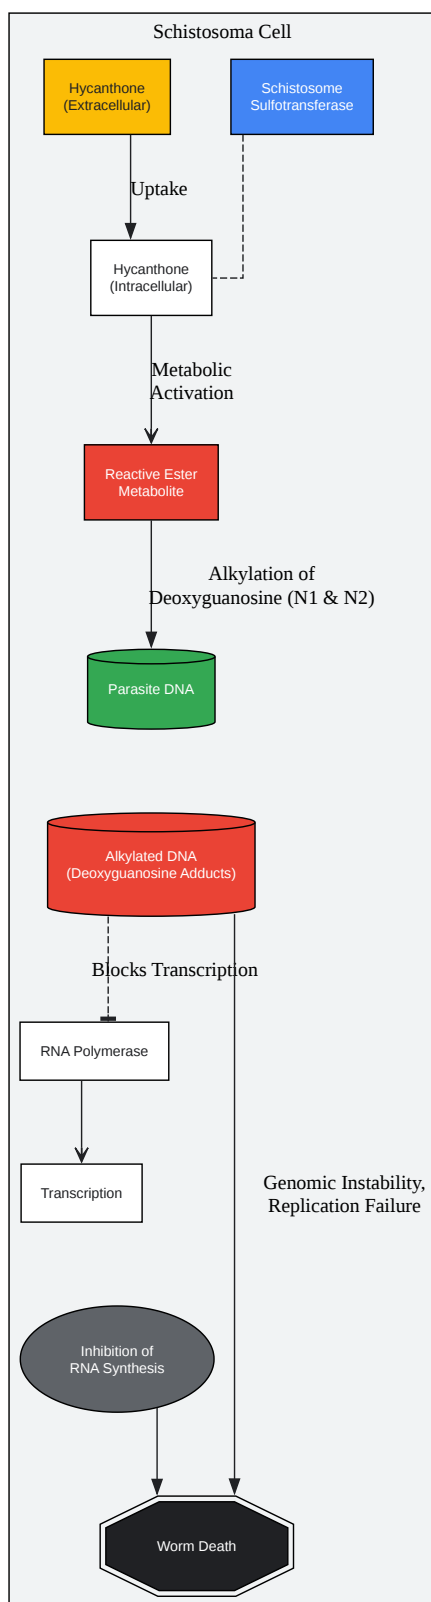 Schistosoma Cell
Hycanthone
(Extracellular)
Schistosome
Sulfotransferase
Uptake
Hycanthone
(Intracellular)
Metabolic
Activation
Reactive Ester
Metabolite
Alkylation of
Deoxyguanosine (N1 & N2)
Parasite DNA
Alkylated DNA
(Deoxyguanosine Adducts)
Blocks Transcription
RNA Polymerase
Transcription
Genomic Instability,
Replication Failure
Inhibition of
RNA Synthesis
Worm Death